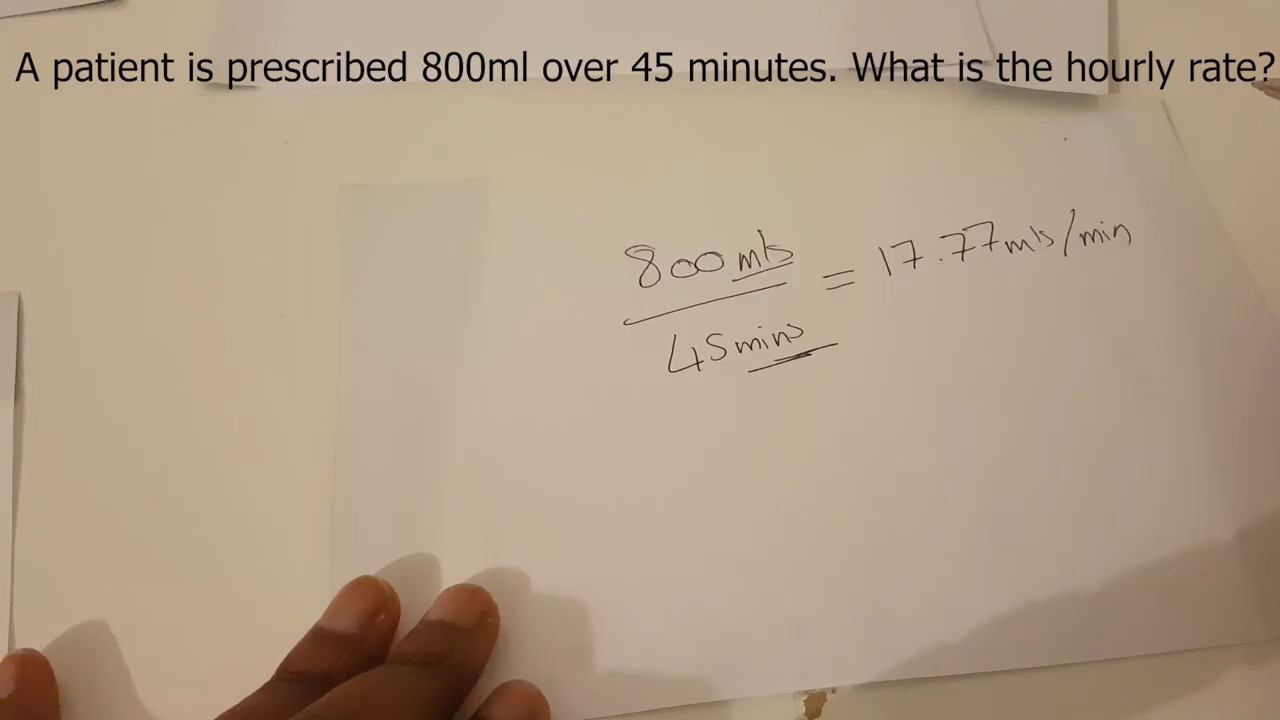 A patient is prescribed 800ml over 45 minutes. What is the hourly rate?
800mls
= 17.77mls/min
45mins